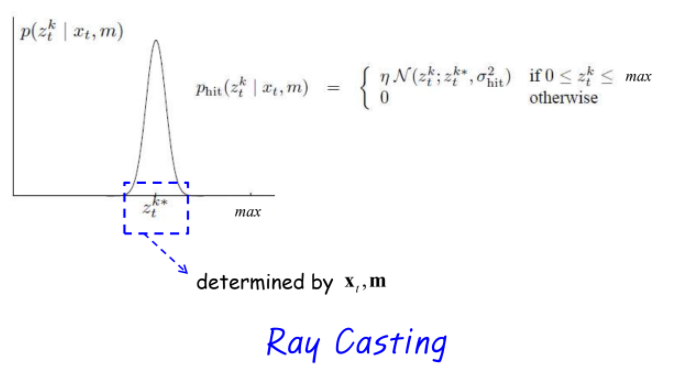 p(z_t^k | x_t, m)
p_hit(z_t^k | x_t, m) = { η N(z_t^k; z_t^k*, σ_hit^2) if 0 ≤ z_t^k ≤ max
0 otherwise
z_t^k*
max
determined by x_t, m
Ray Casting